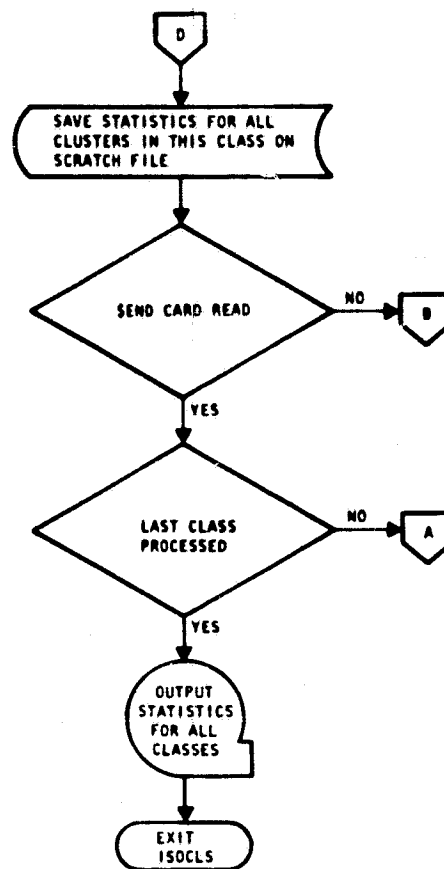 D
SAVE STATISTICS FOR ALL
CLUSTERS IN THIS CLASS ON
SCRATCH FILE
$END CARD READ
NO
B
YES
LAST CLASS
PROCESSED
NO
A
YES
OUTPUT
STATISTICS
FOR ALL
CLASSES
EXIT
ISOCLS